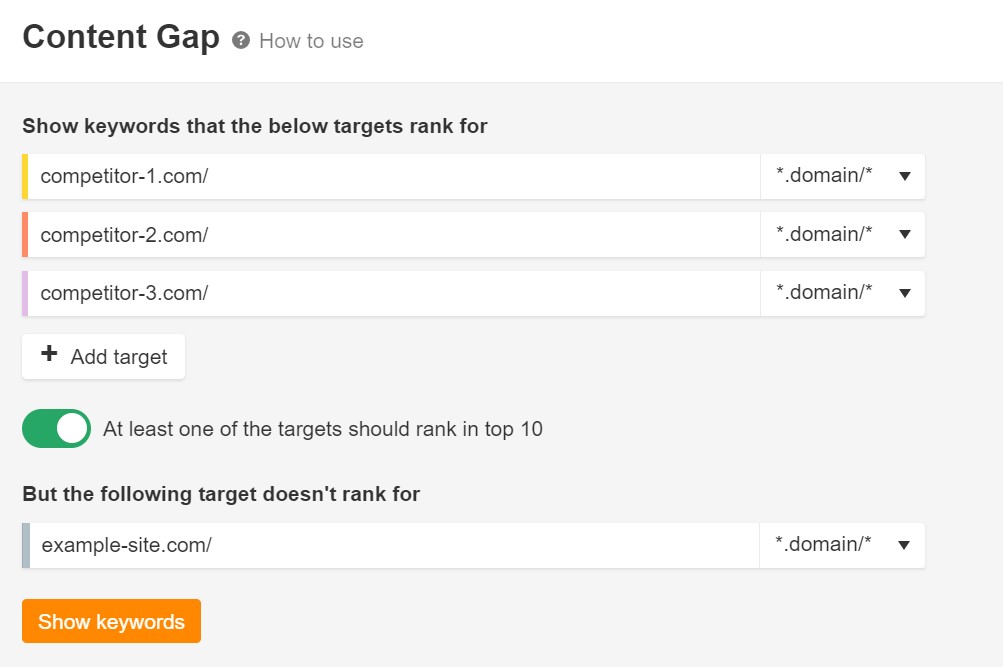 Content Gap ? How to use
Show keywords that the below targets rank for
competitor-1.com/ *.domain/*
competitor-2.com/ *.domain/*
competitor-3.com/ *.domain/*
+ Add target
At least one of the targets should rank in top 10
But the following target doesn't rank for
example-site.com/ *.domain/*
Show keywords